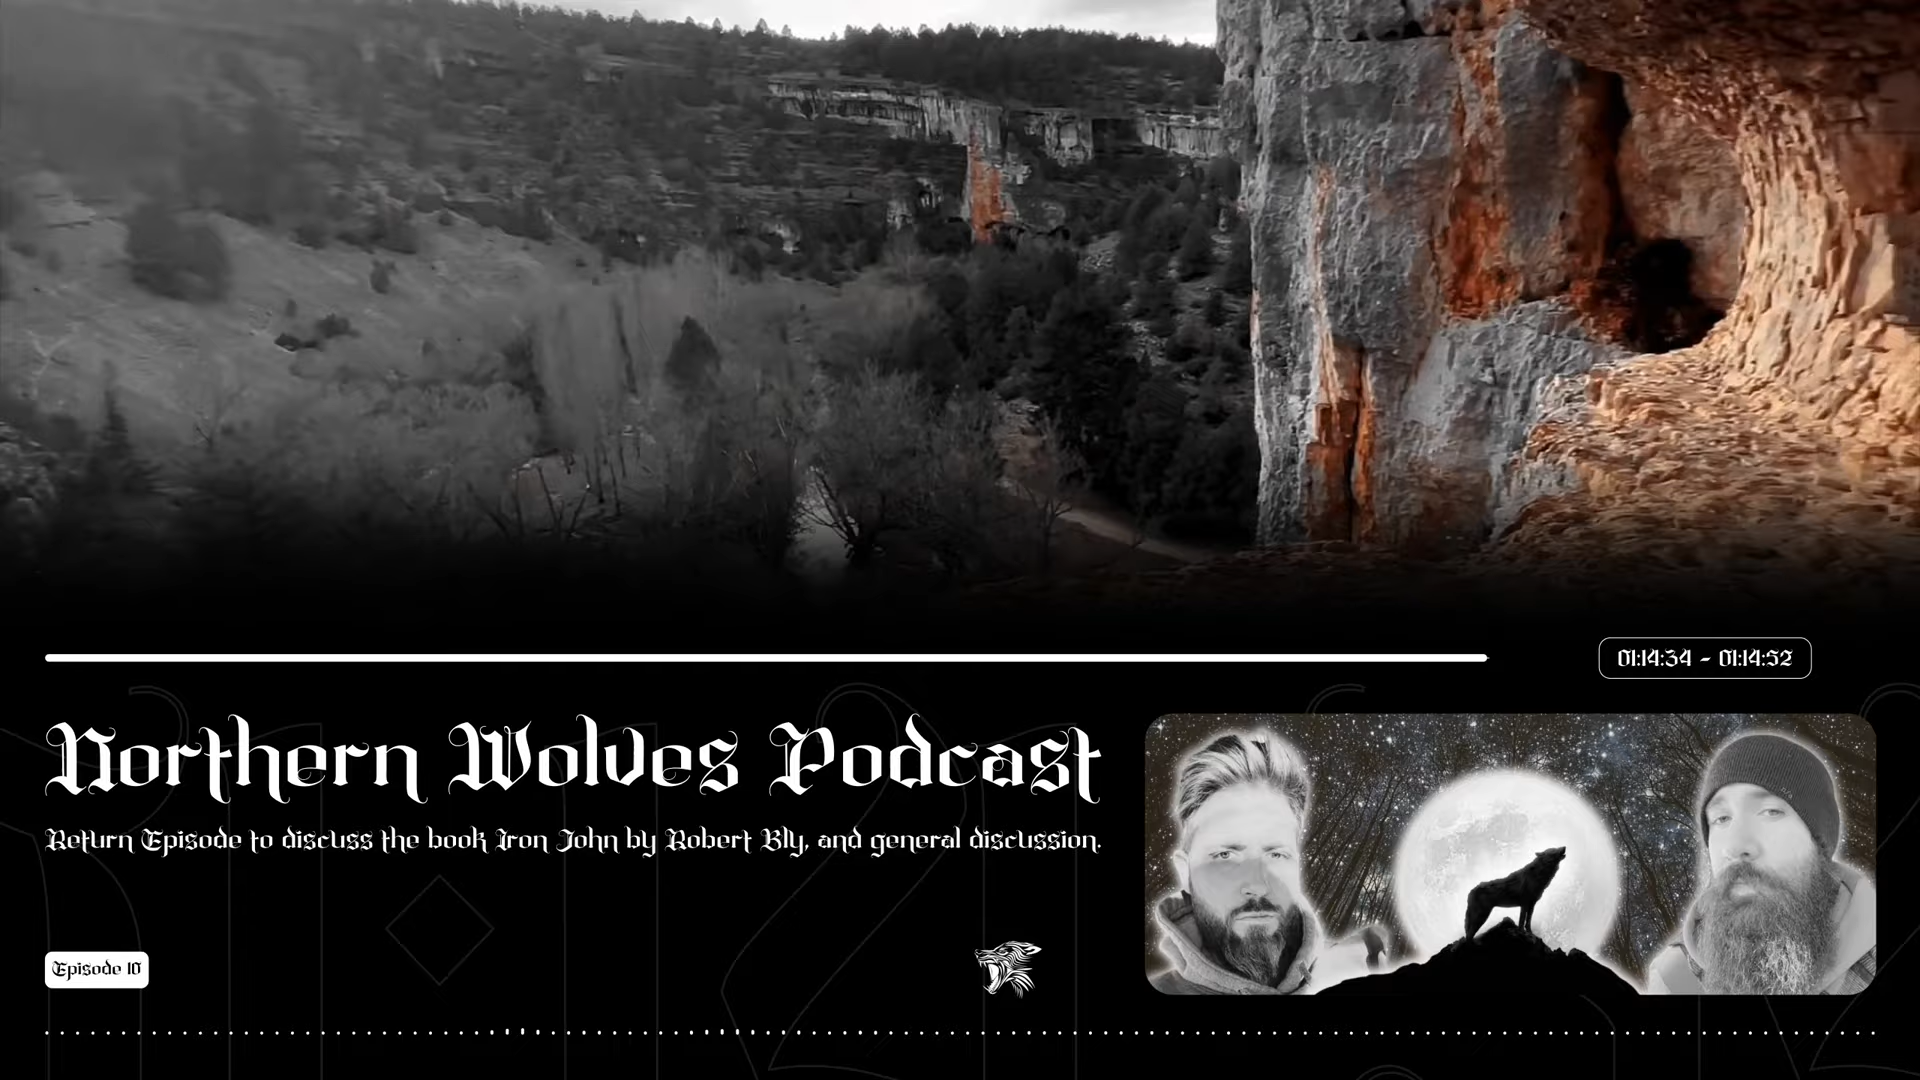 01:14:34 - 01:14:52
Northern Wolves Podcast
Return Episode to discuss the book Iron John by Robert Bly, and general discussion.
Episode 10